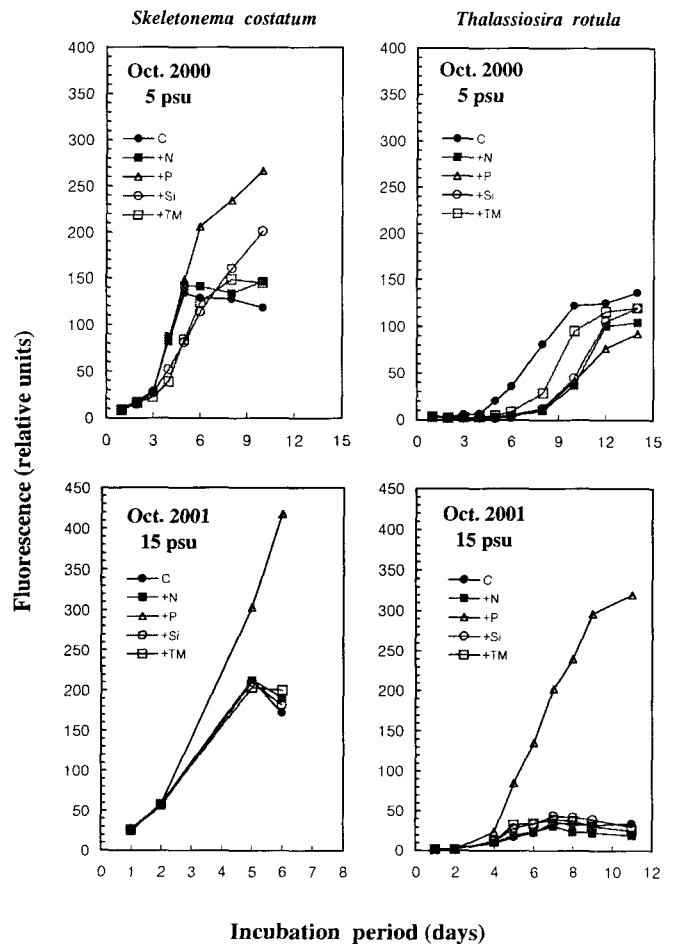 Skeletonema costatum
Thalassiosira rotula
400
350
300
250
200
150
100
50
0
Oct. 2000
5 psu
C
+N
+P
+Si
+TM
0 3 6 9 12 15
400
350
300
250
200
150
100
50
0
Oct. 2000
5 psu
C
+N
+P
+Si
+TM
0 3 6 9 12 15
Fluorescence (relative units)
450
400
350
300
250
200
150
100
50
0
Oct. 2001
15 psu
C
+N
+P
+Si
+TM
0 1 2 3 4 5 6 7 8
450
400
350
300
250
200
150
100
50
0
Oct. 2001
15 psu
C
+N
+P
+Si
+TM
0 2 4 6 8 10 12
Incubation period (days)